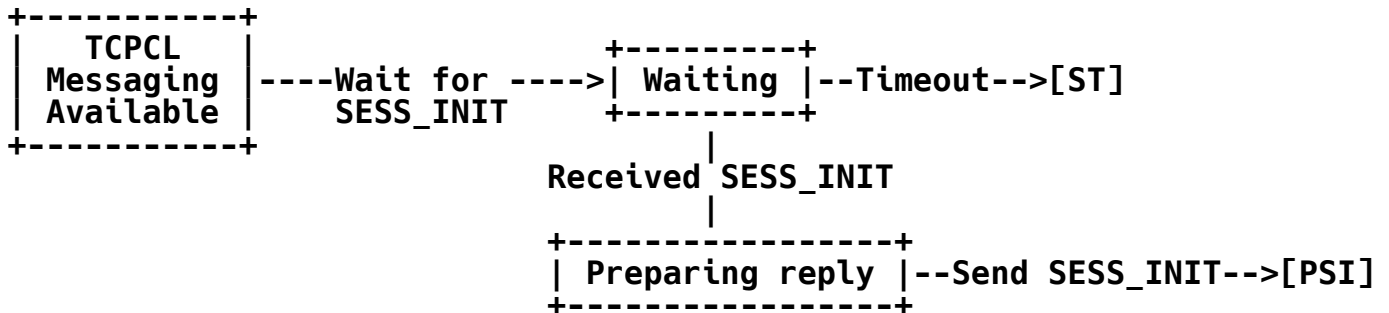 +-----------+
|   TCPCL   |                    +---------+
| Messaging |----Wait for ---->| Waiting |--Timeout-->[ST]
| Available |    SESS_INIT     +---------+
+-----------+                         |
                              Received SESS_INIT
                                      |
                              +-----------------+
                              | Preparing reply |--Send SESS_INIT-->[PSI]
                              +-----------------+